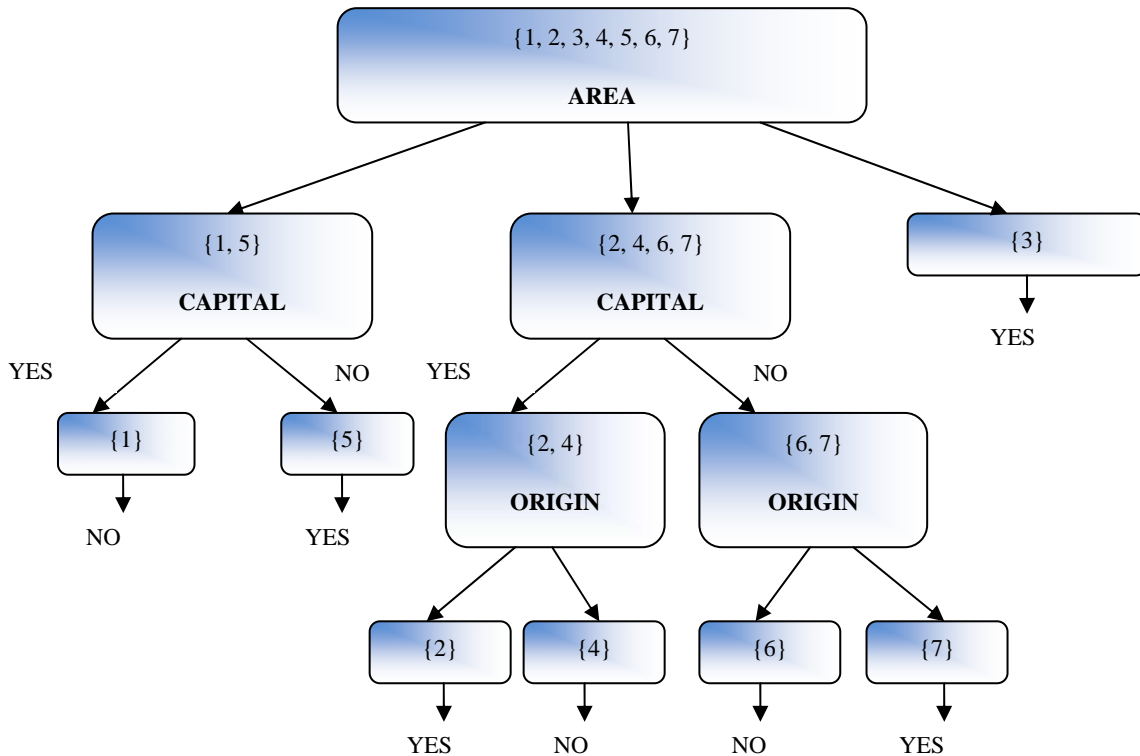 {1, 2, 3, 4, 5, 6, 7}
AREA
{1, 5}
CAPITAL
{2, 4, 6, 7}
CAPITAL
{3}
YES
YES
NO
YES
NO
{1}
{5}
{2, 4}
ORIGIN
{6, 7}
ORIGIN
NO
YES
{2}
{4}
{6}
{7}
YES
NO
NO
YES